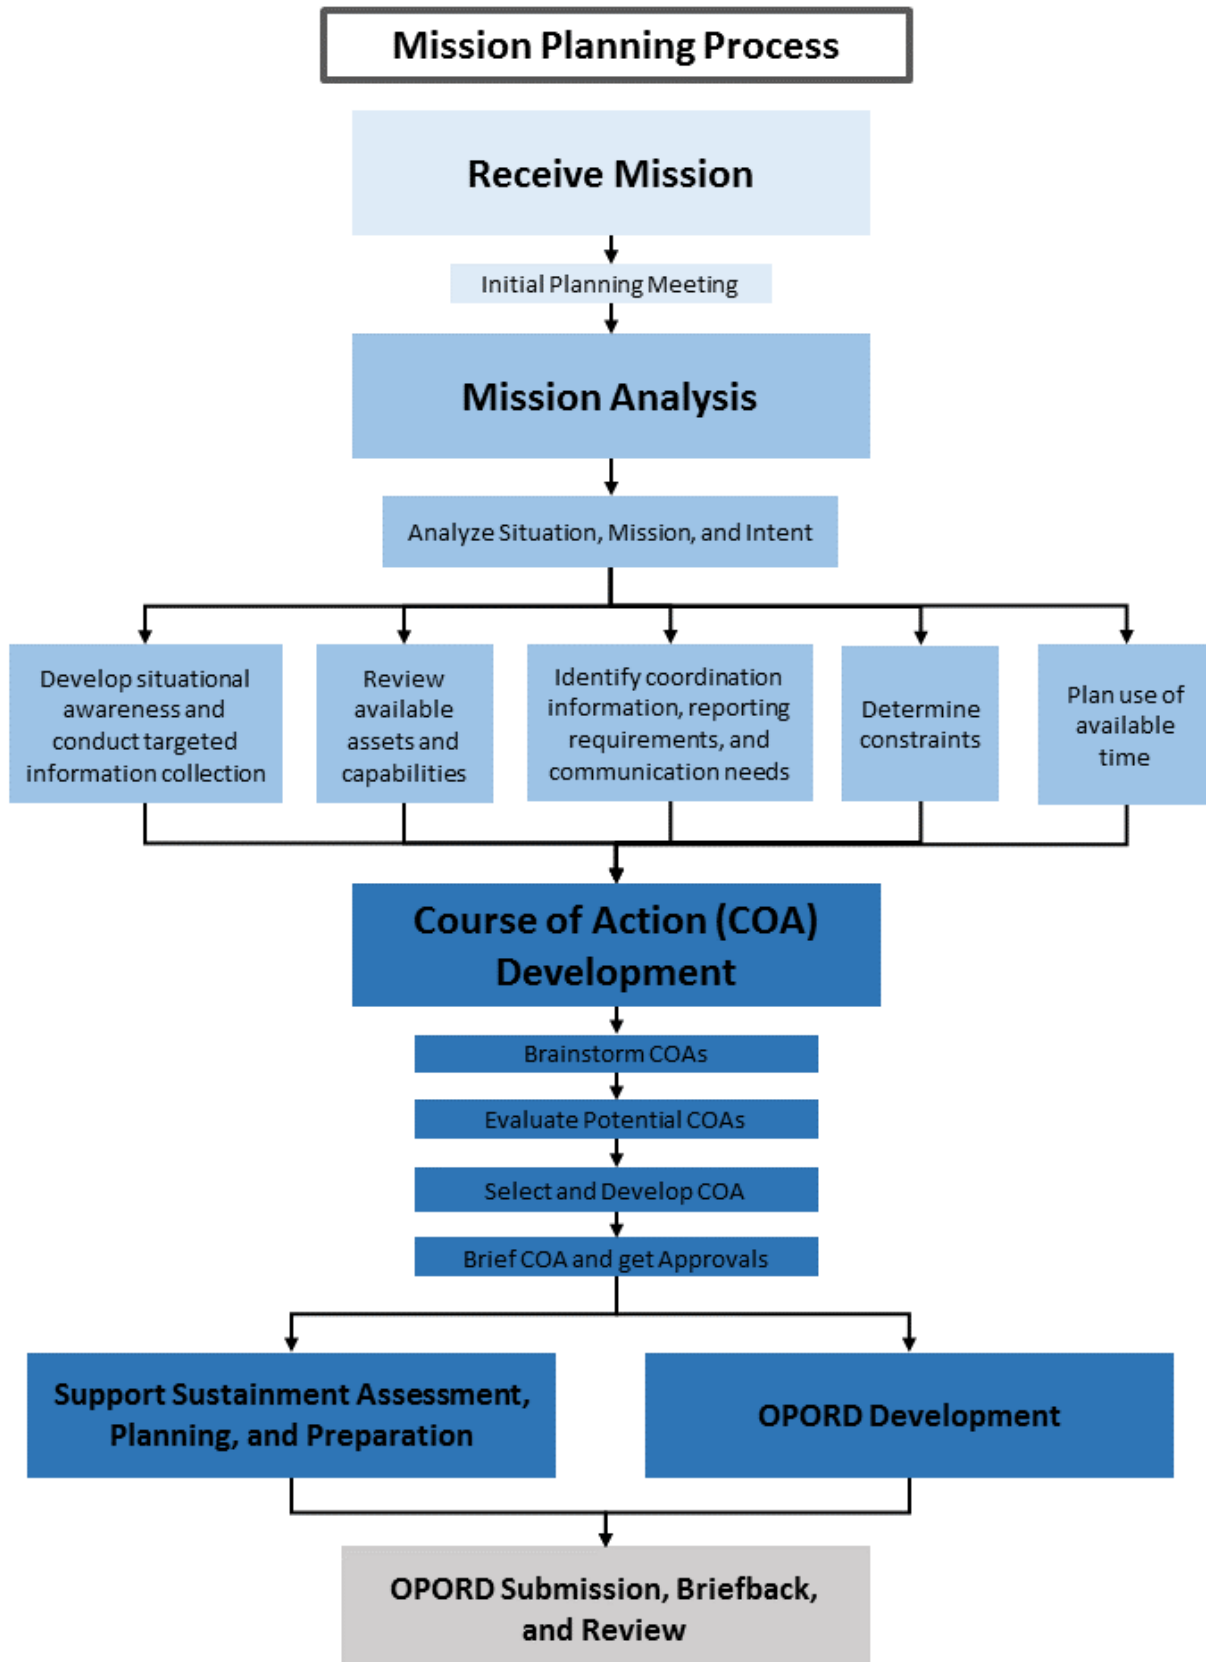 Mission Planning Process
Receive Mission
Initial Planning Meeting
Mission Analysis
Analyze Situation, Mission, and Intent
Develop situational
awareness and
conduct targeted
information collection
Review
available
assets and
capabilities
Identify coordination
information, reporting
requirements, and
communication needs
Determine
constraints
Plan use of
available
time
Course of Action (COA)
Development
Brainstorm COAs
Evaluate Potential COAs
Select and Develop COA
Brief COA and get Approvals
Support Sustainment Assessment,
Planning, and Preparation
OPORD Development
OPORD Submission, Briefback,
and Review